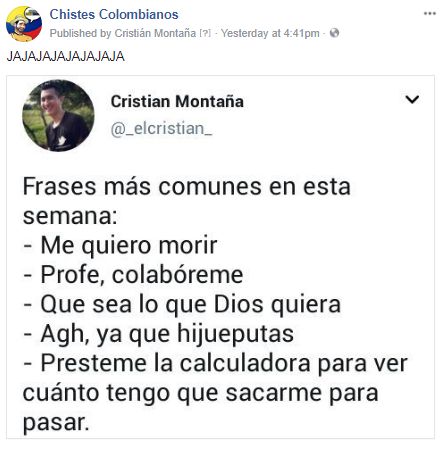 Chistes Colombianos
Published by Cristián Montaña [?] · Yesterday at 4:41pm ·
JAJAJAJAJAJAJAJA
Cristian Montaña
@_elcristian_
Frases más comunes en esta
semana:
- Me quiero morir
- Profe, colabóreme
- Que sea lo que Dios quiera
- Agh, ya que hijueputas
- Presteme la calculadora para ver
cuánto tengo que sacarme para
pasar.